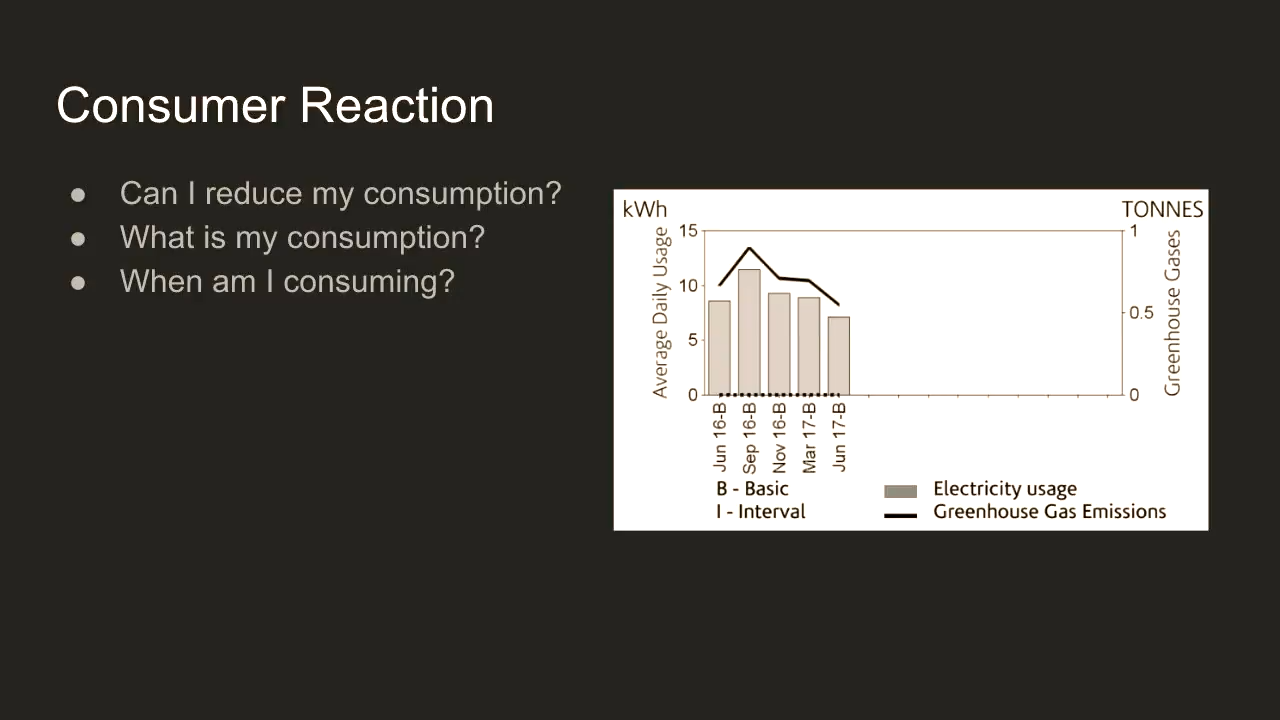 Consumer Reaction
● Can I reduce my consumption?
● What is my consumption?
● When am I consuming?
kWh
TONNES
Average Daily Usage
15
10
5
0
1
0.5
0
Greenhouse Gases
Jun 16-B
Sep 16-B
Nov 16-B
Mar 17-B
Jun 17-B
B - Basic
I - Interval
Electricity usage
Greenhouse Gas Emissions